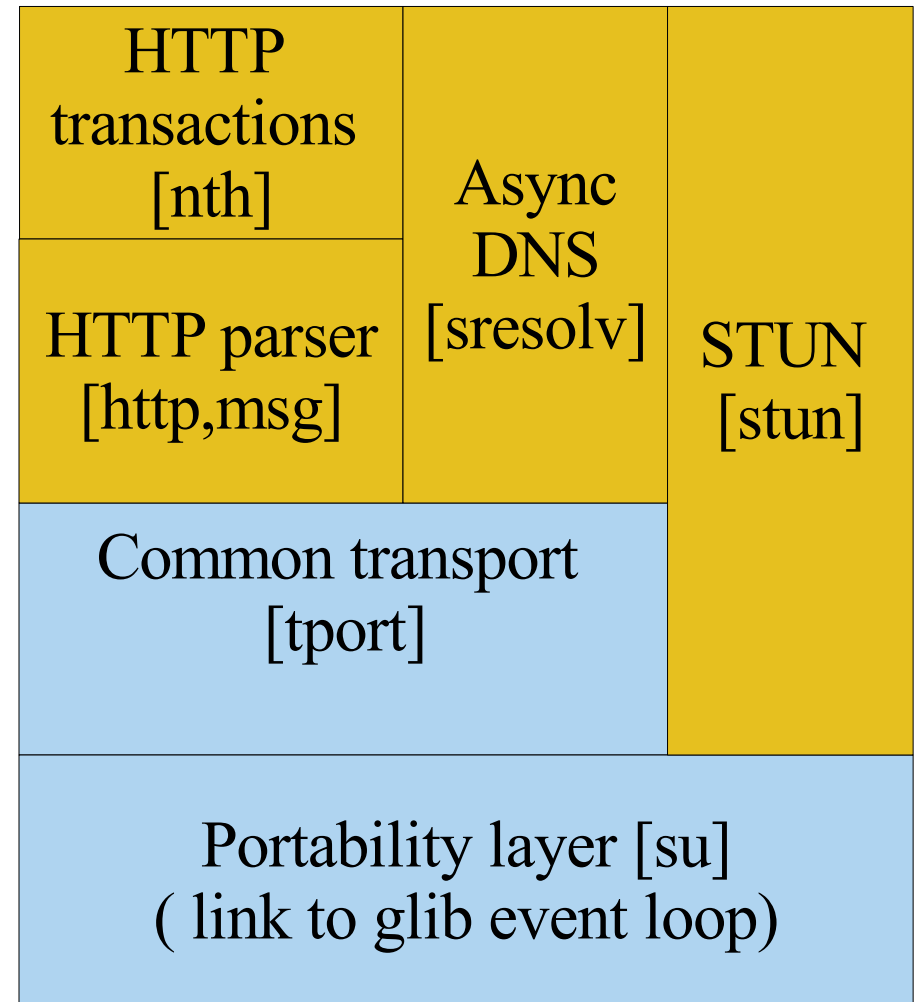 HTTP
transactions
[nth]
HTTP parser
[http,msg]
Async
DNS
[sresolv]
STUN
[stun]
Common transport
[tport]
Portability layer [su]
( link to glib event loop)